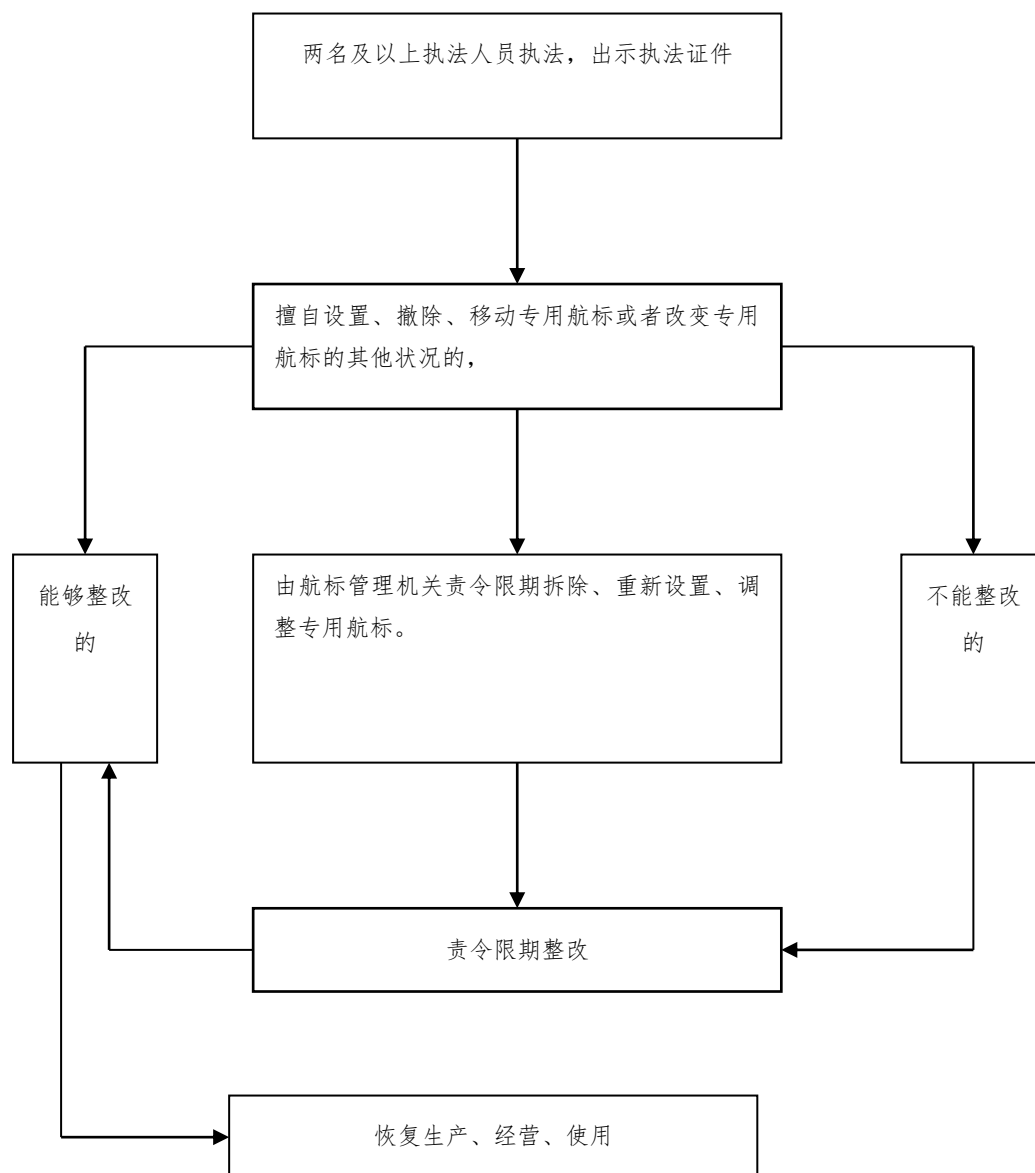 两名及以上执法人员执法，出示执法证件
擅自设置、撤除、移动专用航标或者改变专用
航标的其他状况的，
能够整改
的
由航标管理机关责令限期拆除、重新设置、调
整专用航标。
不能整改
的
责令限期整改
恢复生产、经营、使用